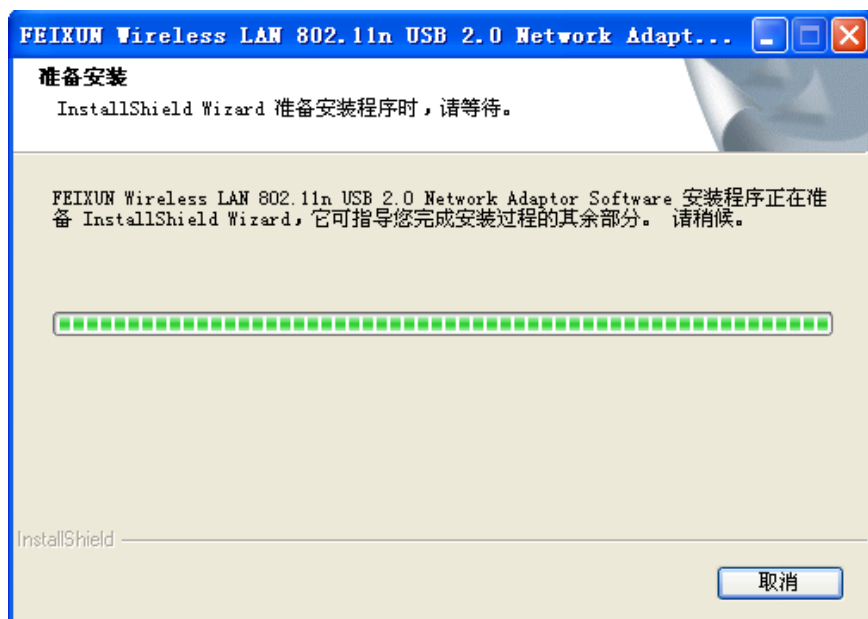 FEIXUN Wireless LAN 802.11n USB 2.0 Network Adapt...
准备安装
InstallShield Wizard 准备安装程序时，请等待。
FEIXUN Wireless LAN 802.11n USB 2.0 Network Adaptor Software 安装程序正在准
备 InstallShield Wizard，它可指导您完成安装过程的其余部分。 请稍候。
InstallShield
取消